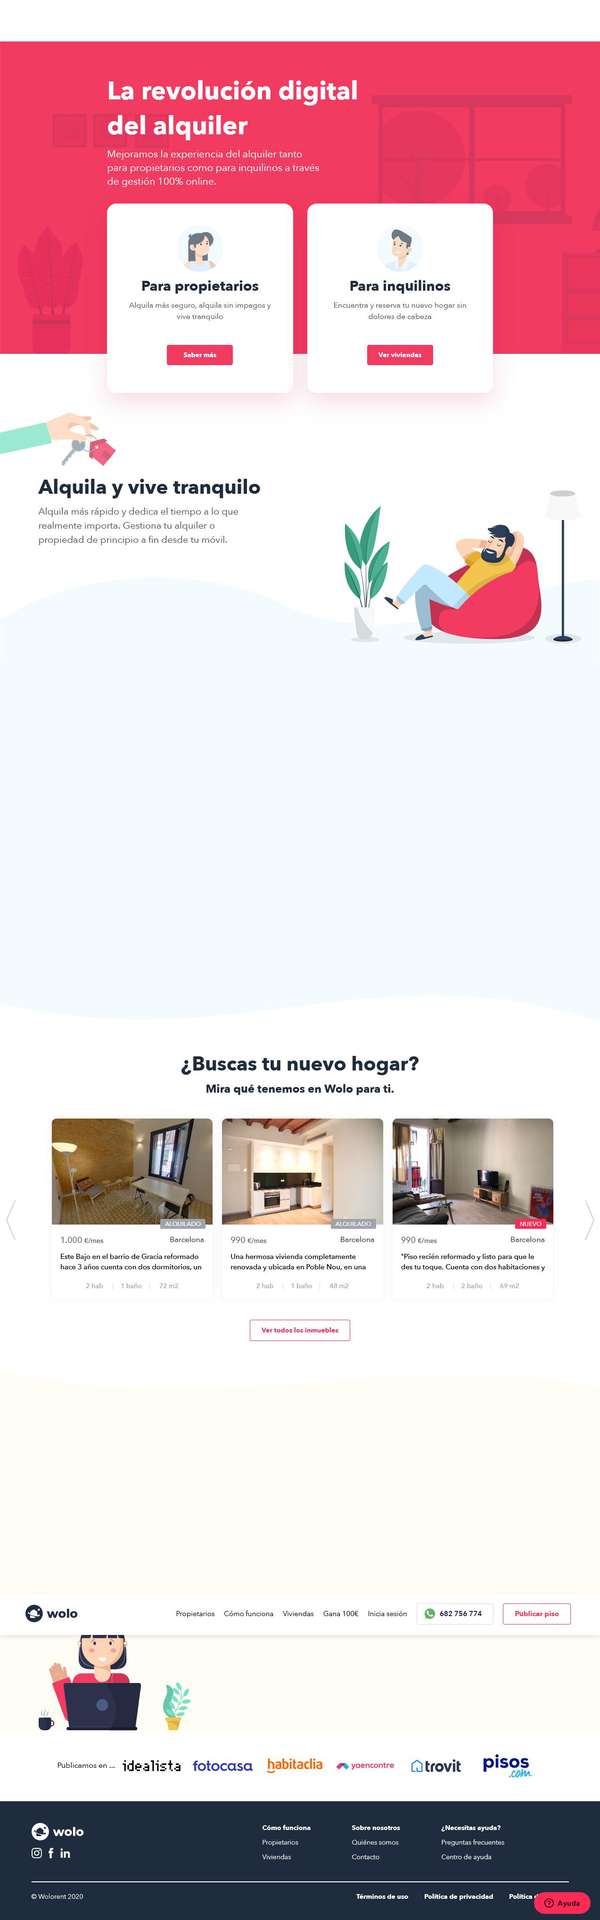 La revolución digital
del alquiler
Mejoramos la experiencia del alquiler tanto
para propietarios como para inquilinos a través
de gestión 100% online.
Para propietarios
Alquila más seguro, alquila sin impagos y
vive tranquilo
Saber más
Para inquilinos
Encuentra y reserva tu nuevo hogar sin
dolores de cabeza
Ver viviendas
Alquila y vive tranquilo
Alquila más rápido y dedica el tiempo a lo que
realmente importa. Gestiona tu alquiler o
propiedad de principio a fin desde tu móvil.
¿Buscas tu nuevo hogar?
Mira qué tenemos en Wolo para ti.
ALQUILADO
1.000 €/mes Barcelona
Este Bajo en el barrio de Gracia reformado
hace 3 años cuenta con dos dormitorios, un
2 hab 1 baño 72 m2
ALQUILADO
990 €/mes Barcelona
Una hermosa vivienda completamente
renovada y ubicada en Poble Nou, en una
2 hab 1 baño 48 m2
NUEVO
990 €/mes Barcelona
"Piso recién reformado y listo para que le
des tu toque. Cuenta con dos habitaciones y
2 hab 2 baño 69 m2
Ver todos los inmuebles
wolo Propietarios Cómo funciona Viviendas Gana 100€ Inicia sesión 682 756 774 Publicar piso
Publicamos en ... idealista fotocasa habitaclia yaencontre trovit pisos.com
wolo
Cómo funciona
Propietarios
Viviendas
Sobre nosotros
Quiénes somos
Contacto
¿Necesitas ayuda?
Preguntas frecuentes
Centro de ayuda
© Wolorent 2020 Términos de uso Política de privacidad Política
Ayuda